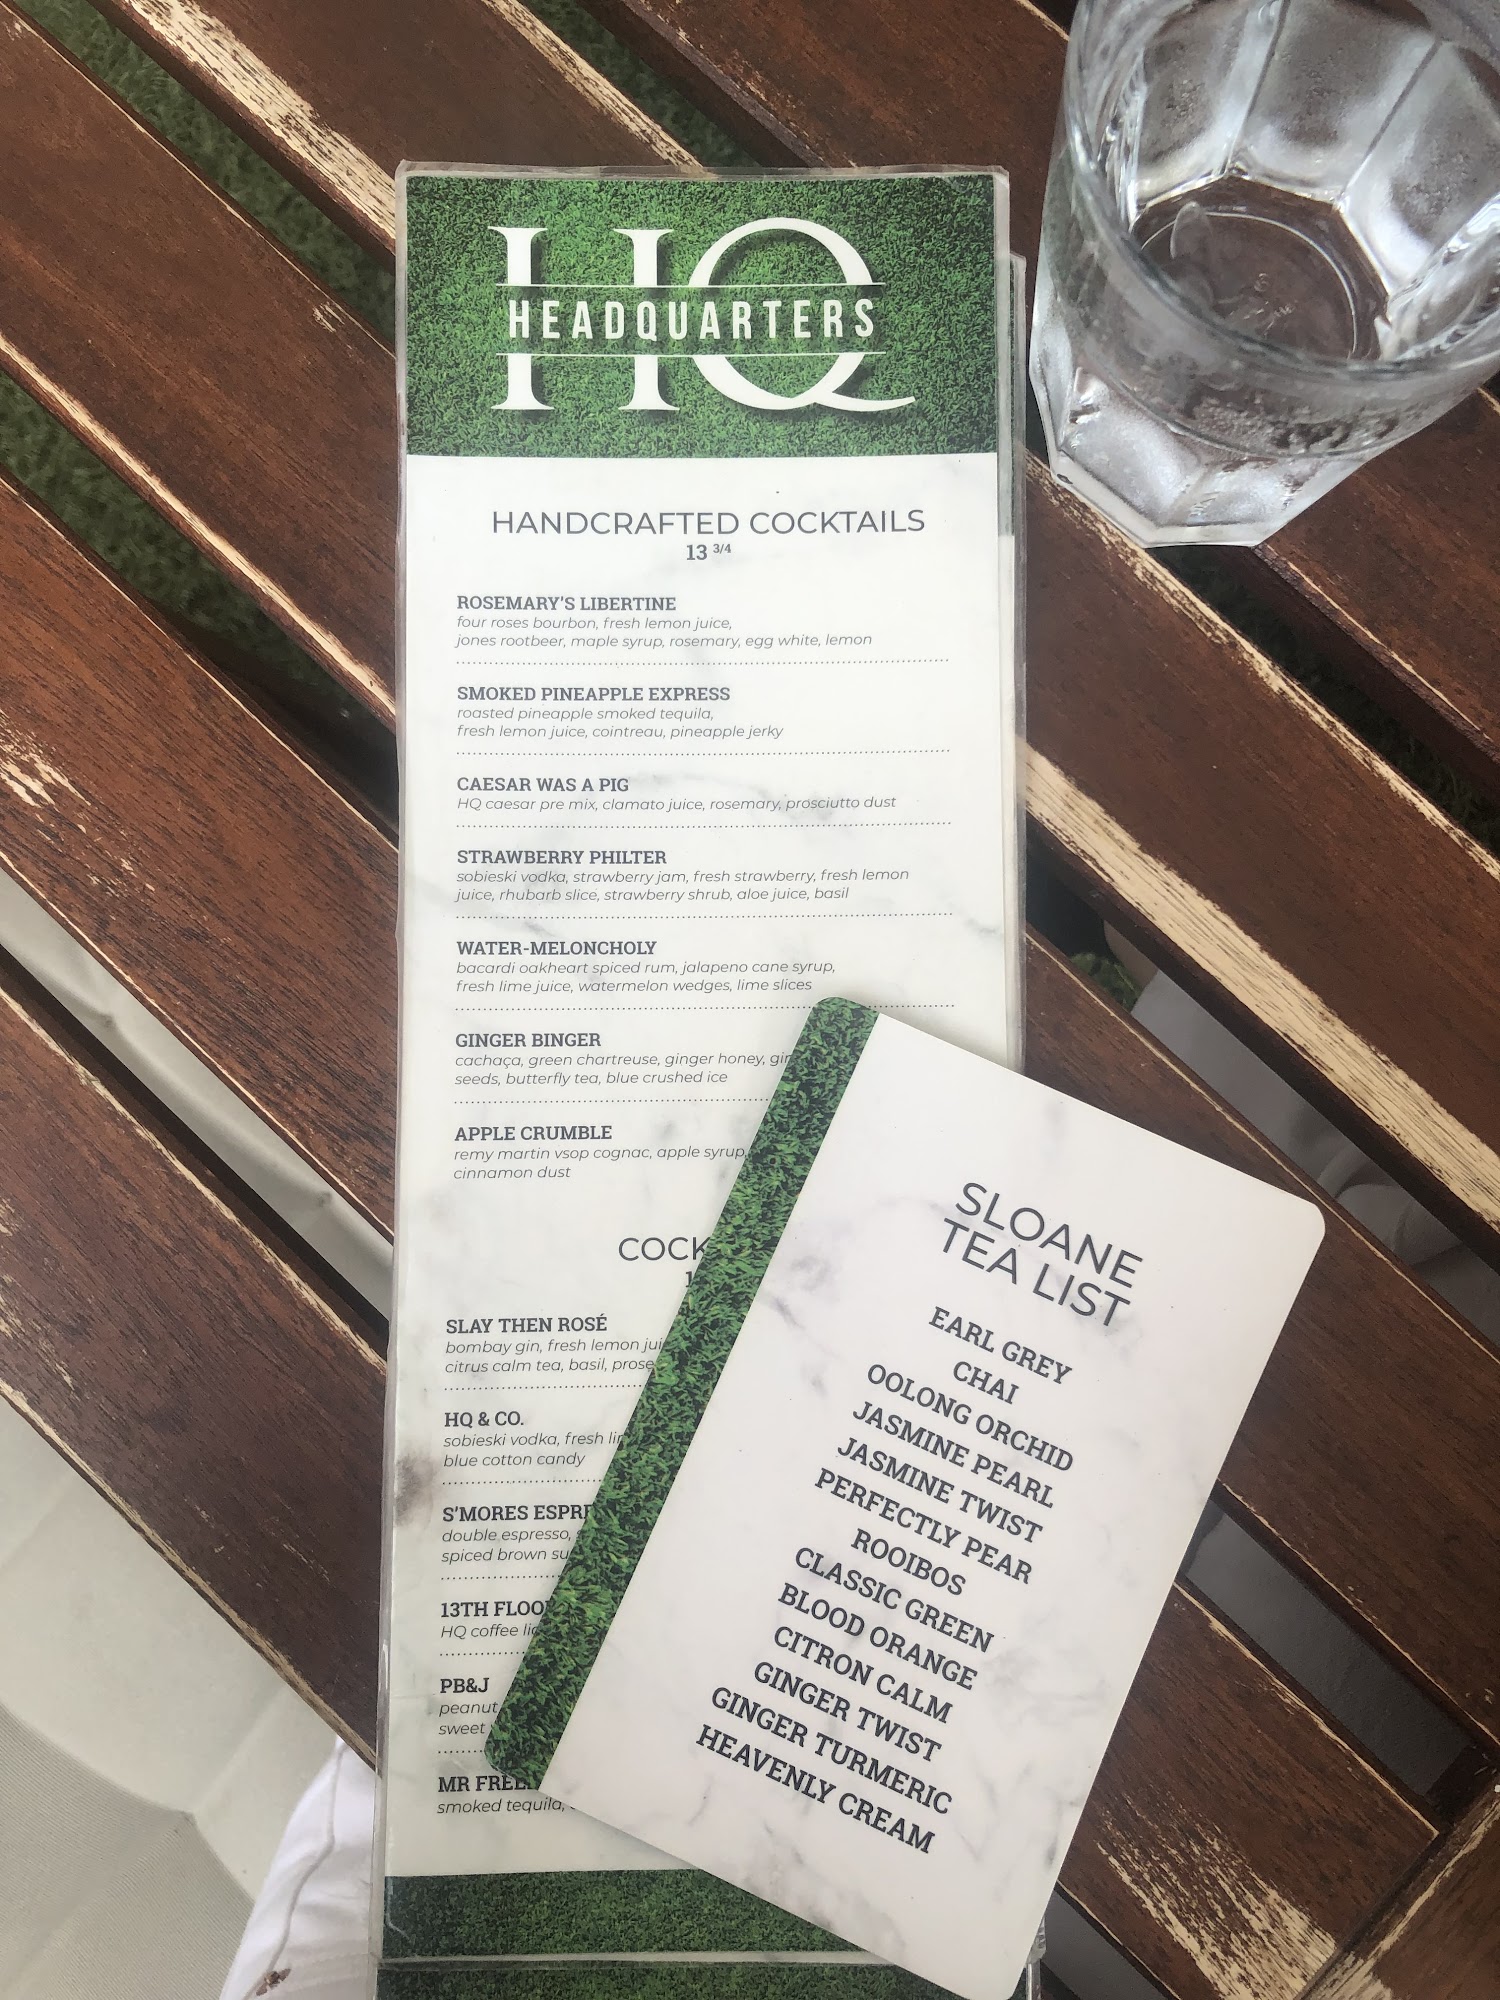 HQ
HEADQUARTERS
HANDCRAFTED COCKTAILS
13 3/4
ROSEMARY'S LIBERTINE
four roses bourbon, fresh lemon juice,
jones rootbeer, maple syrup, rosemary, egg white, lemon
SMOKED PINEAPPLE EXPRESS
roasted pineapple smoked tequila,
fresh lemon juice, cointreau, pineapple jerky
CAESAR WAS A PIG
HQ caesar pre mix, clamato juice, rosemary, prosciutto dust
STRAWBERRY PHILTER
sobieski vodka, strawberry jam, fresh strawberry, fresh lemon
juice, rhubarb slice, strawberry shrub, aloe juice, basil
WATER-MELONCHOLY
bacardi oakheart spiced rum, jalapeno cane syrup,
fresh lime juice, watermelon wedges, lime slices
GINGER BINGER
cachaça, green chartreuse, ginger honey,
seeds, butterfly tea, blue crushed ice
APPLE CRUMBLE
remy martin vsop cognac, apple syrup,
cinnamon dust
SLAY THEN ROSÉ
bombay gin, fresh lemon
citrus calm tea, basil,
HQ & CO.
sobieski vodka, fresh
blue cotton candy
S'MORES
double espresso,
spiced brown
13TH
HQ coffee
PB&J
peanut
sweet
MR
smoked tequila,
SLOANE
TEA LIST
EARL GREY
CHAI
OOLONG ORCHID
JASMINE PEARL
JASMINE TWIST
PERFECTLY PEAR
ROOIBOS
CLASSIC GREEN
BLOOD ORANGE
CITRON CALM
GINGER TWIST
GINGER TURMERIC
HEAVENLY CREAM